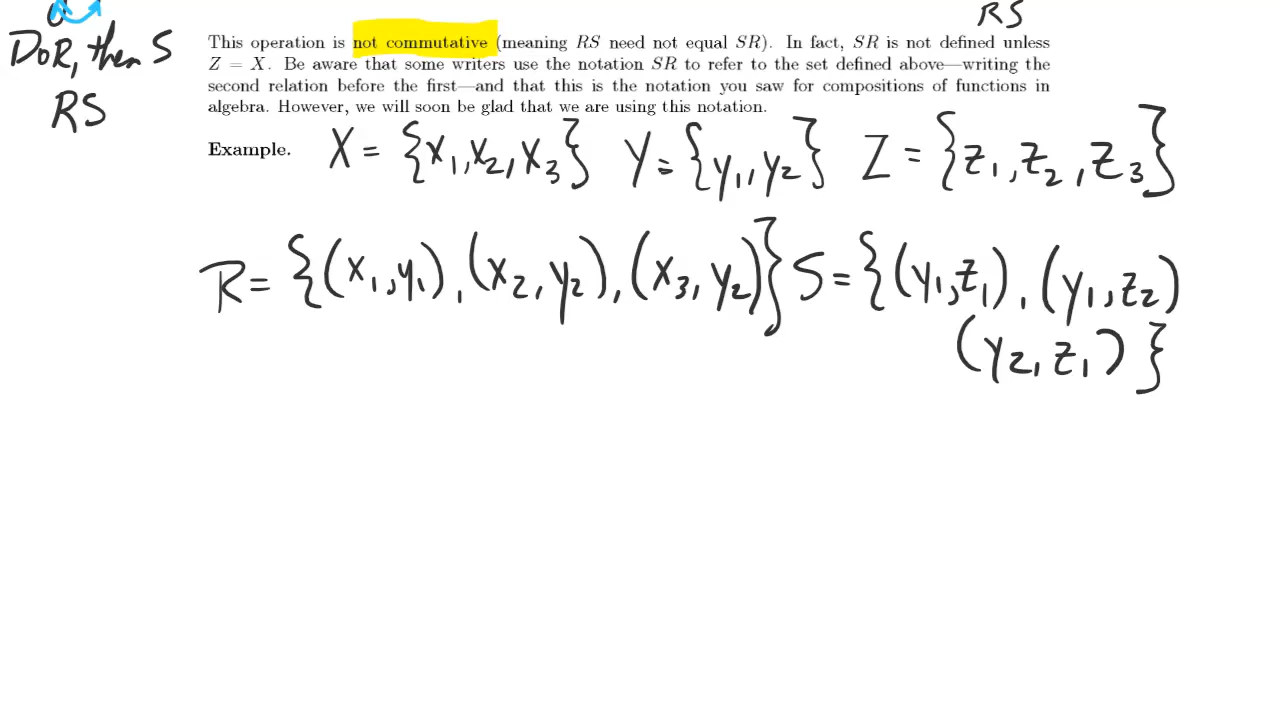 RS
Do R, then S
RS
This operation is not commutative (meaning RS need not equal SR). In fact, SR is not defined unless
Z = X. Be aware that some writers use the notation SR to refer to the set defined above—writing the
second relation before the first—and that this is the notation you saw for compositions of functions in
algebra. However, we will soon be glad that we are using this notation.
Example. X = {x₁, x₂, x₃} Y = {y₁, y₂} Z = {z₁, z₂, z₃}
R = {(x₁, y₁), (x₂, y₂), (x₃, y₂)} S = {(y₁, z₁), (y₁, z₂)
(y₂, z₁)}